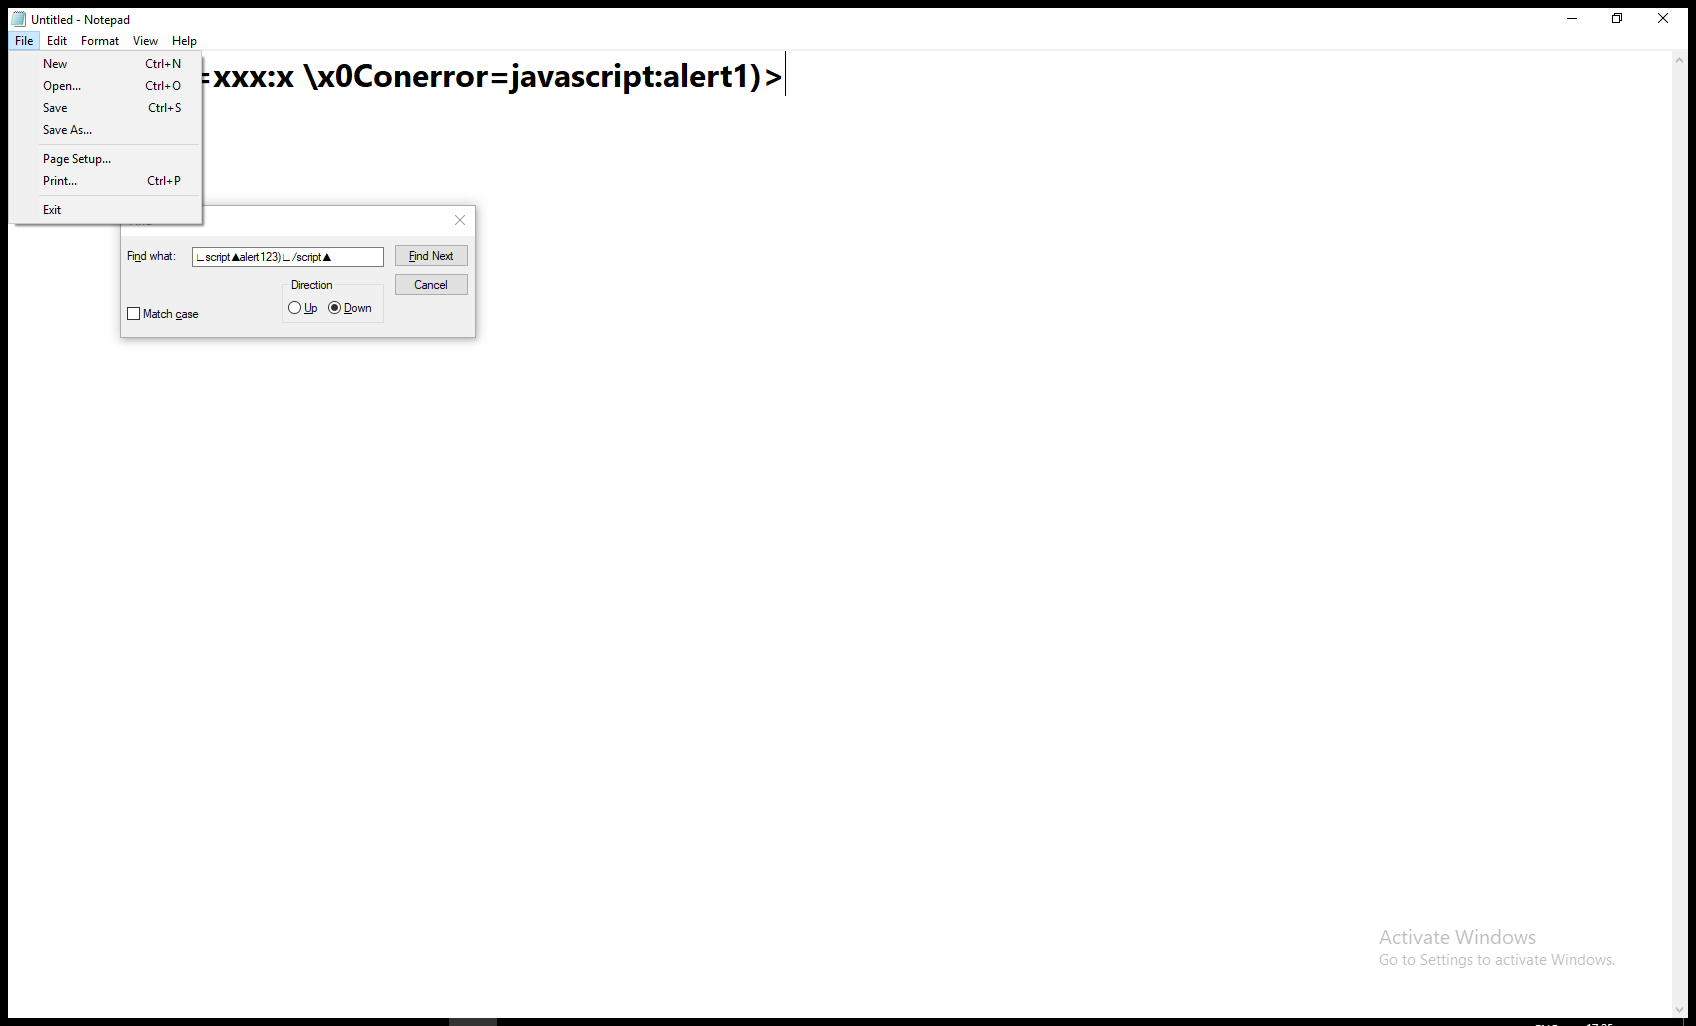 Untitled - Notepad
File Edit Format View Help
=xxx:x \x0Conerror=javascript:alert1)>
New Ctrl+N
Open... Ctrl+O
Save Ctrl+S
Save As...
Page Setup...
Print... Ctrl+P
Exit
Find what: ∟script▲alert123)∟/script▲ Find Next
Direction Cancel
Up Down
Match case
Activate Windows
Go to Settings to activate Windows.